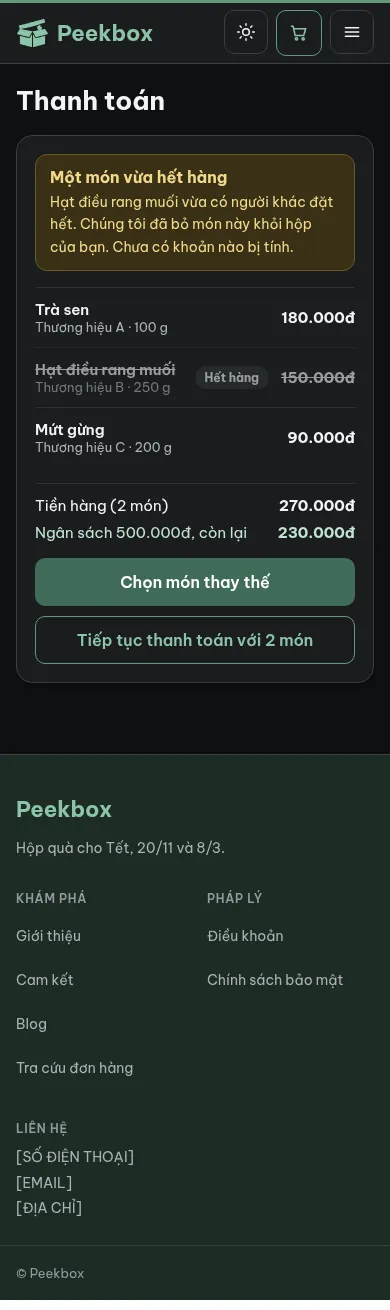 Peekbox
Thanh toán
Một món vừa hết hàng
Hạt điều rang muối vừa có người khác đặt
hết. Chúng tôi đã bỏ món này khỏi hộp
của bạn. Chưa có khoản nào bị tính.
Trà sen
180.000đ
Thương hiệu A · 100 g
Hạt điều rang muối
Hết hàng
150.000đ
Thương hiệu B · 250 g
Mứt gừng
90.000đ
Thương hiệu C · 200 g
Tiền hàng (2 món)
270.000đ
Ngân sách 500.000đ, còn lại
230.000đ
Chọn món thay thế
Tiếp tục thanh toán với 2 món
Peekbox
Hộp quà cho Tết, 20/11 và 8/3.
KHÁM PHÁ
Giới thiệu
Cam kết
Blog
Tra cứu đơn hàng
PHÁP LÝ
Điều khoản
Chính sách bảo mật
LIÊN HỆ
[SỐ ĐIỆN THOẠI]
[EMAIL]
[ĐỊA CHỈ]
© Peekbox